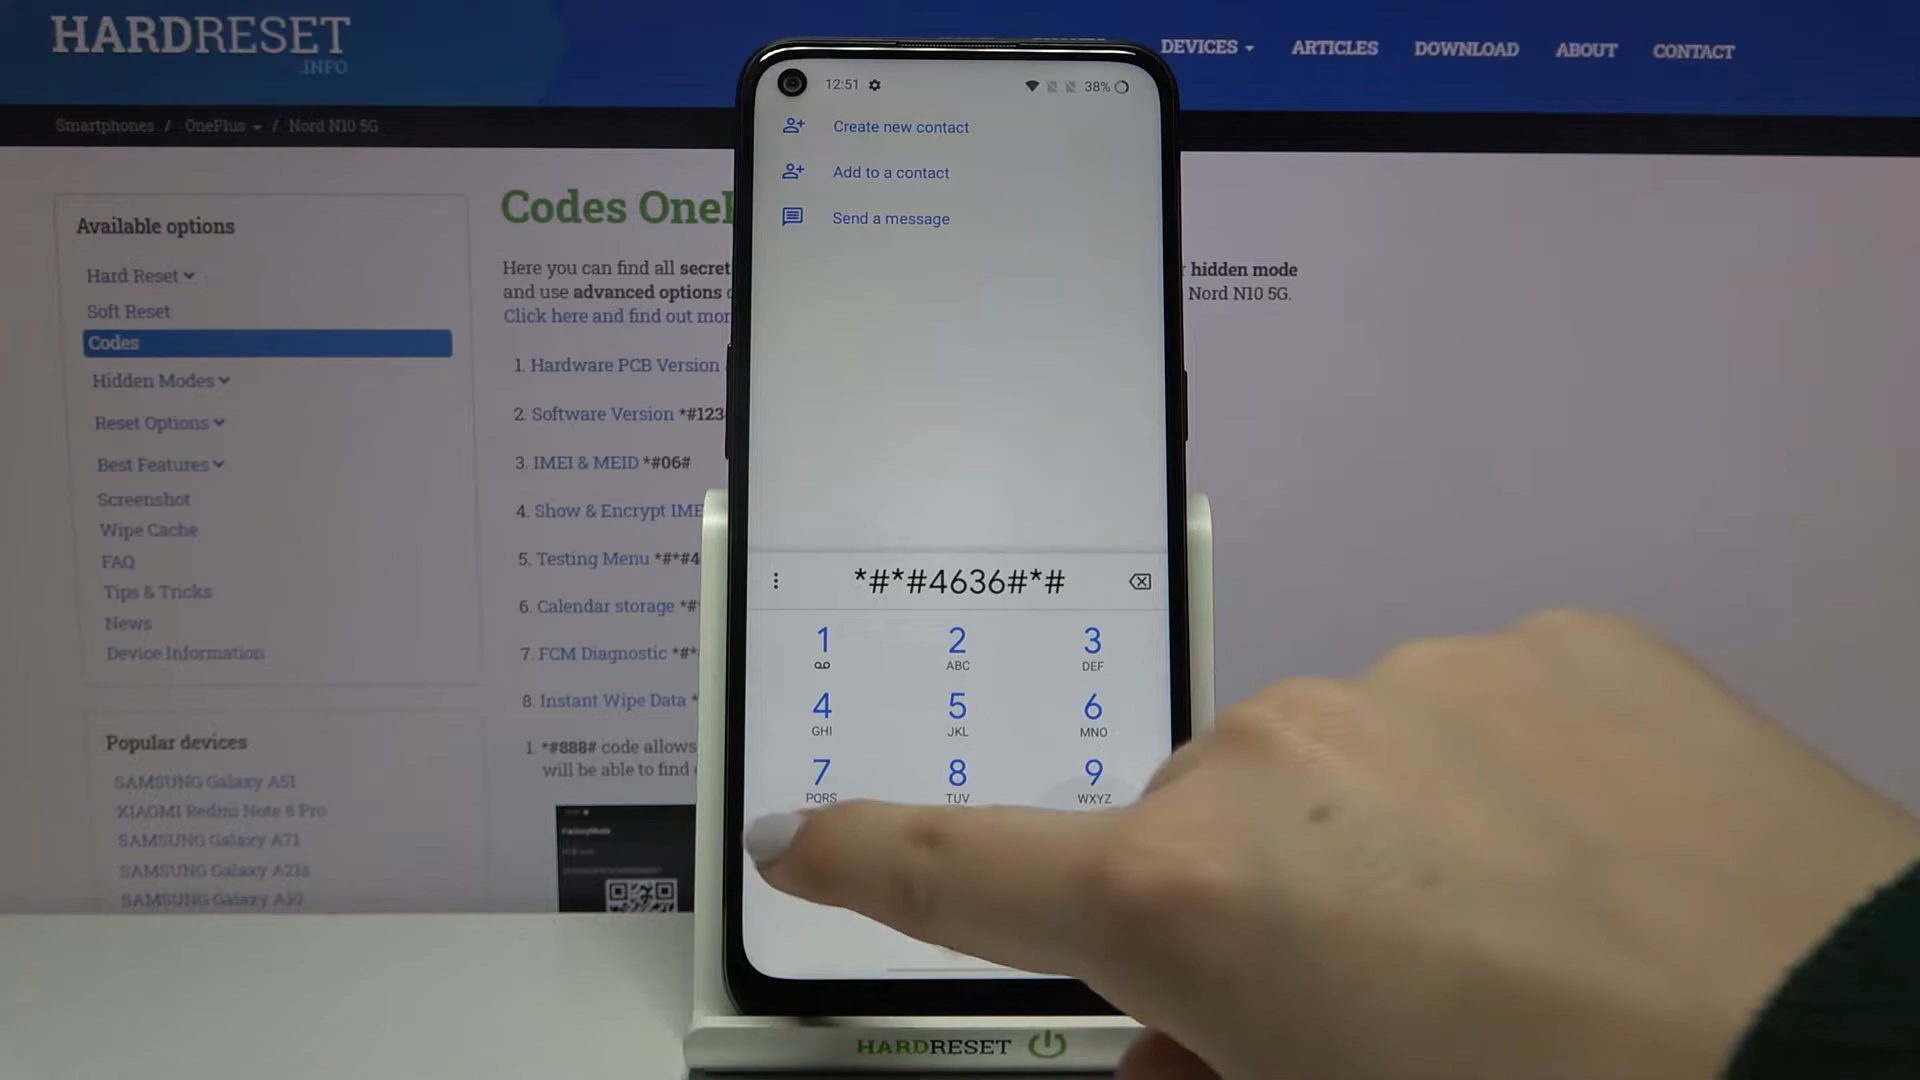 HARDRESET
.INFO
DEVICES
ARTICLES
DOWNLOAD
ABOUT
CONTACT
Smartphones / OnePlus / Nord N10 5G
Available options
Hard Reset
Soft Reset
Codes
Hidden Modes
Reset Options
Best Features
Screenshot
Wipe Cache
FAQ
Tips & Tricks
News
Device Information
Popular devices
SAMSUNG Galaxy A51
XIAOMI Redmi Note 8 Pro
SAMSUNG Galaxy A71
SAMSUNG Galaxy A21s
SAMSUNG Galaxy A10
Codes OneP
Here you can find all secret
hidden mode
and use advanced options
Nord N10 5G.
Click here and find out mor
1. Hardware PCB Version
2. Software Version *#123
3. IMEI & MEID *#06#
4. Show & Encrypt IME
5. Testing Menu *#*#4
6. Calendar storage *#
7. FCM Diagnostic *#*
8. Instant Wipe Data *
1. *#888# code allows
will be able to find
12:51
38%
Create new contact
Add to a contact
Send a message
*#*#4636#*#
1
2 ABC
3 DEF
4 GHI
5 JKL
6 MNO
7 PQRS
8 TUV
9 WXYZ
HARDRESET